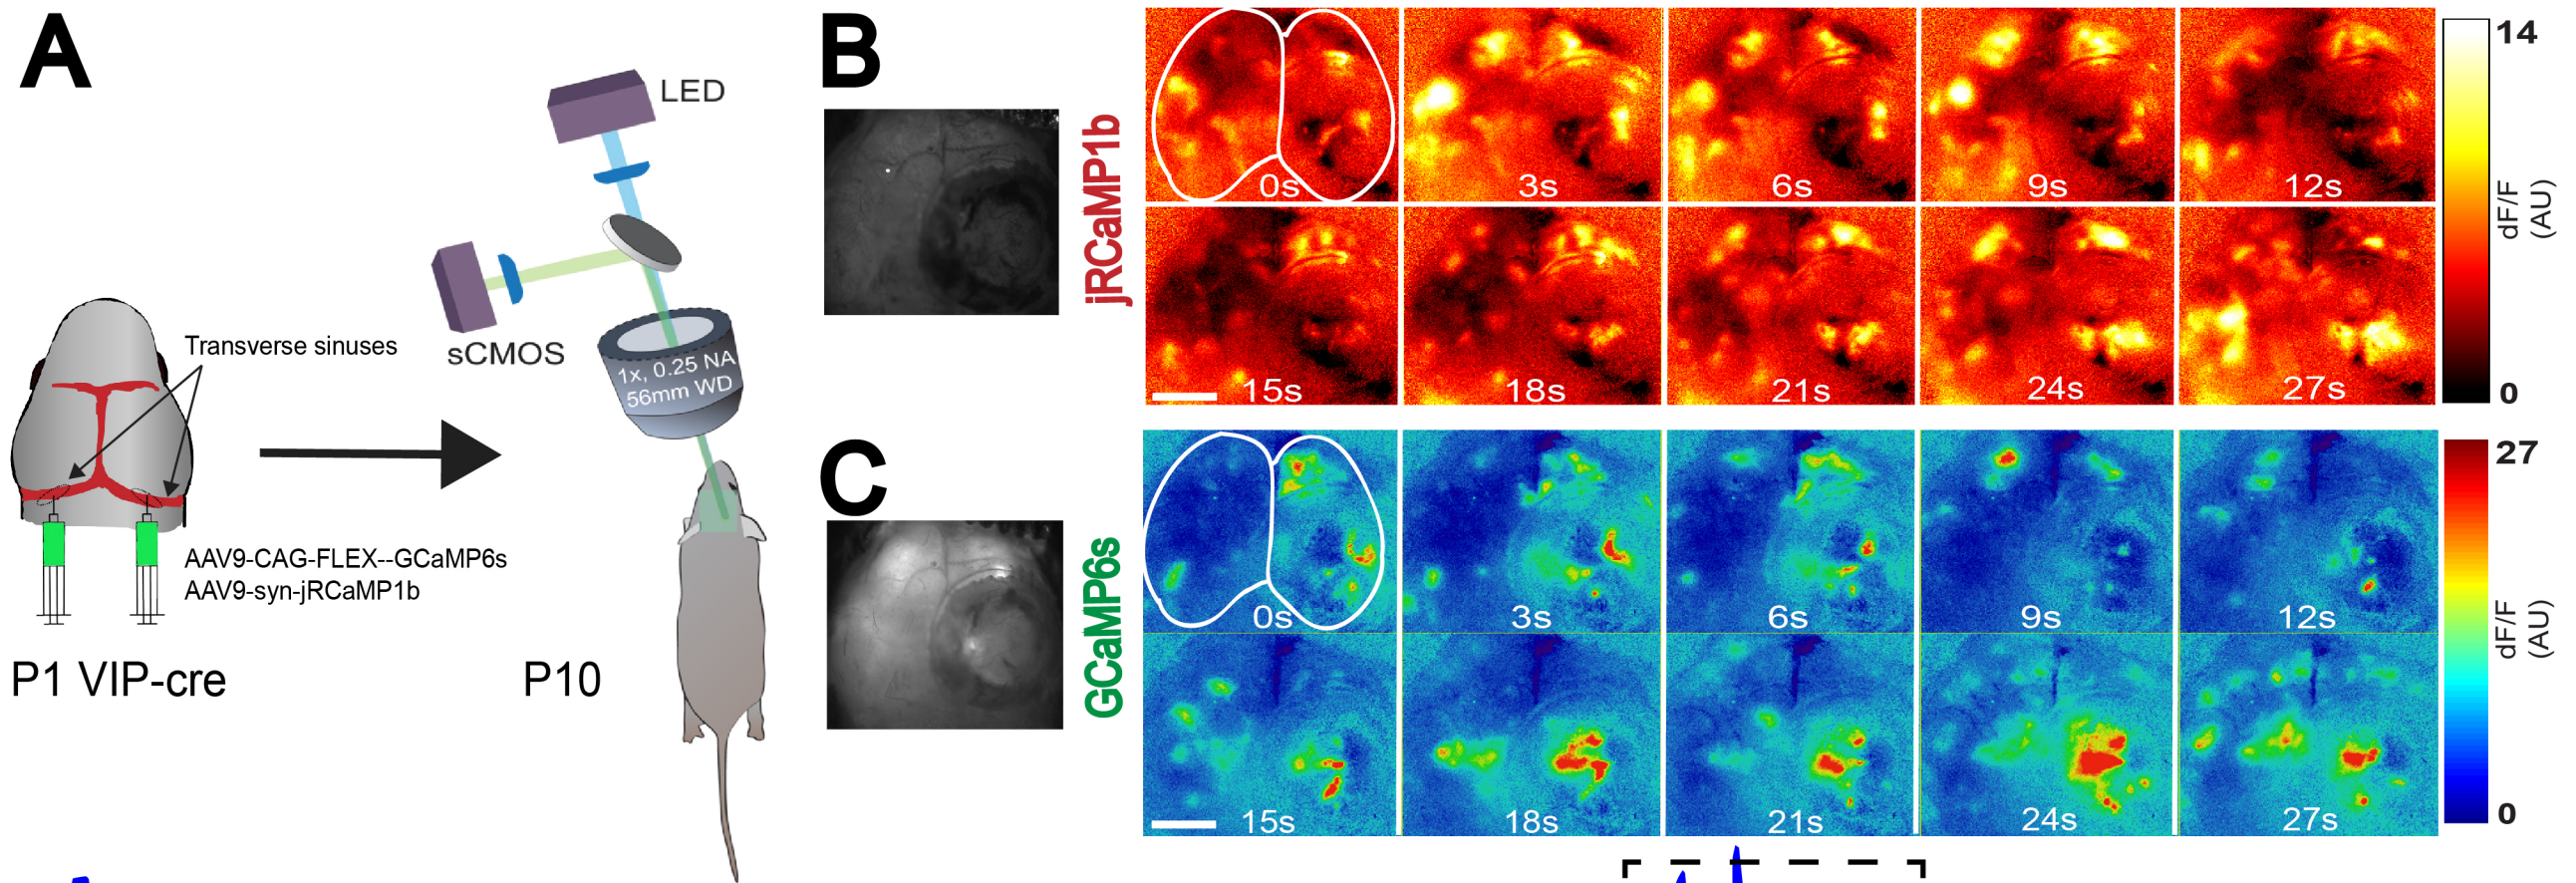 A
LED
sCMOS
1x, 0.25 NA
56mm WD
Transverse sinuses
AAV9-CAG-FLEX--GCaMP6s
AAV9-syn-jRCaMP1b
P1 VIP-cre
P10
B
jRCaMP1b
0s
3s
6s
9s
12s
15s
18s
21s
24s
27s
14
dF/F
(AU)
0
C
GCaMP6s
0s
3s
6s
9s
12s
15s
18s
21s
24s
27s
27
dF/F
(AU)
0